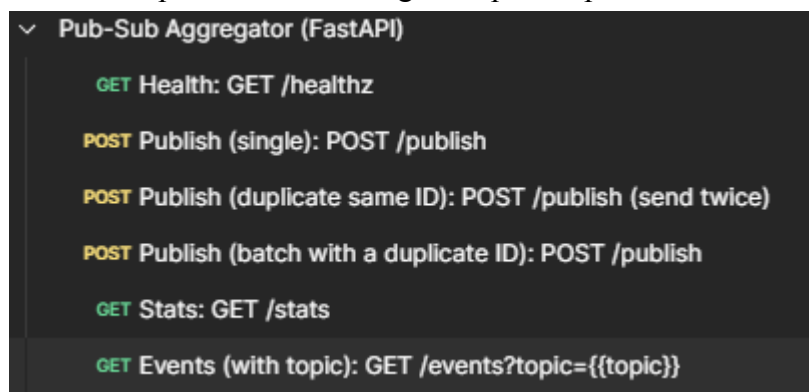 Pub-Sub Aggregator (FastAPI)
GET Health: GET /healthz
POST Publish (single): POST /publish
POST Publish (duplicate same ID): POST /publish (send twice)
POST Publish (batch with a duplicate ID): POST /publish
GET Stats: GET /stats
GET Events (with topic): GET /events?topic={{topic}}